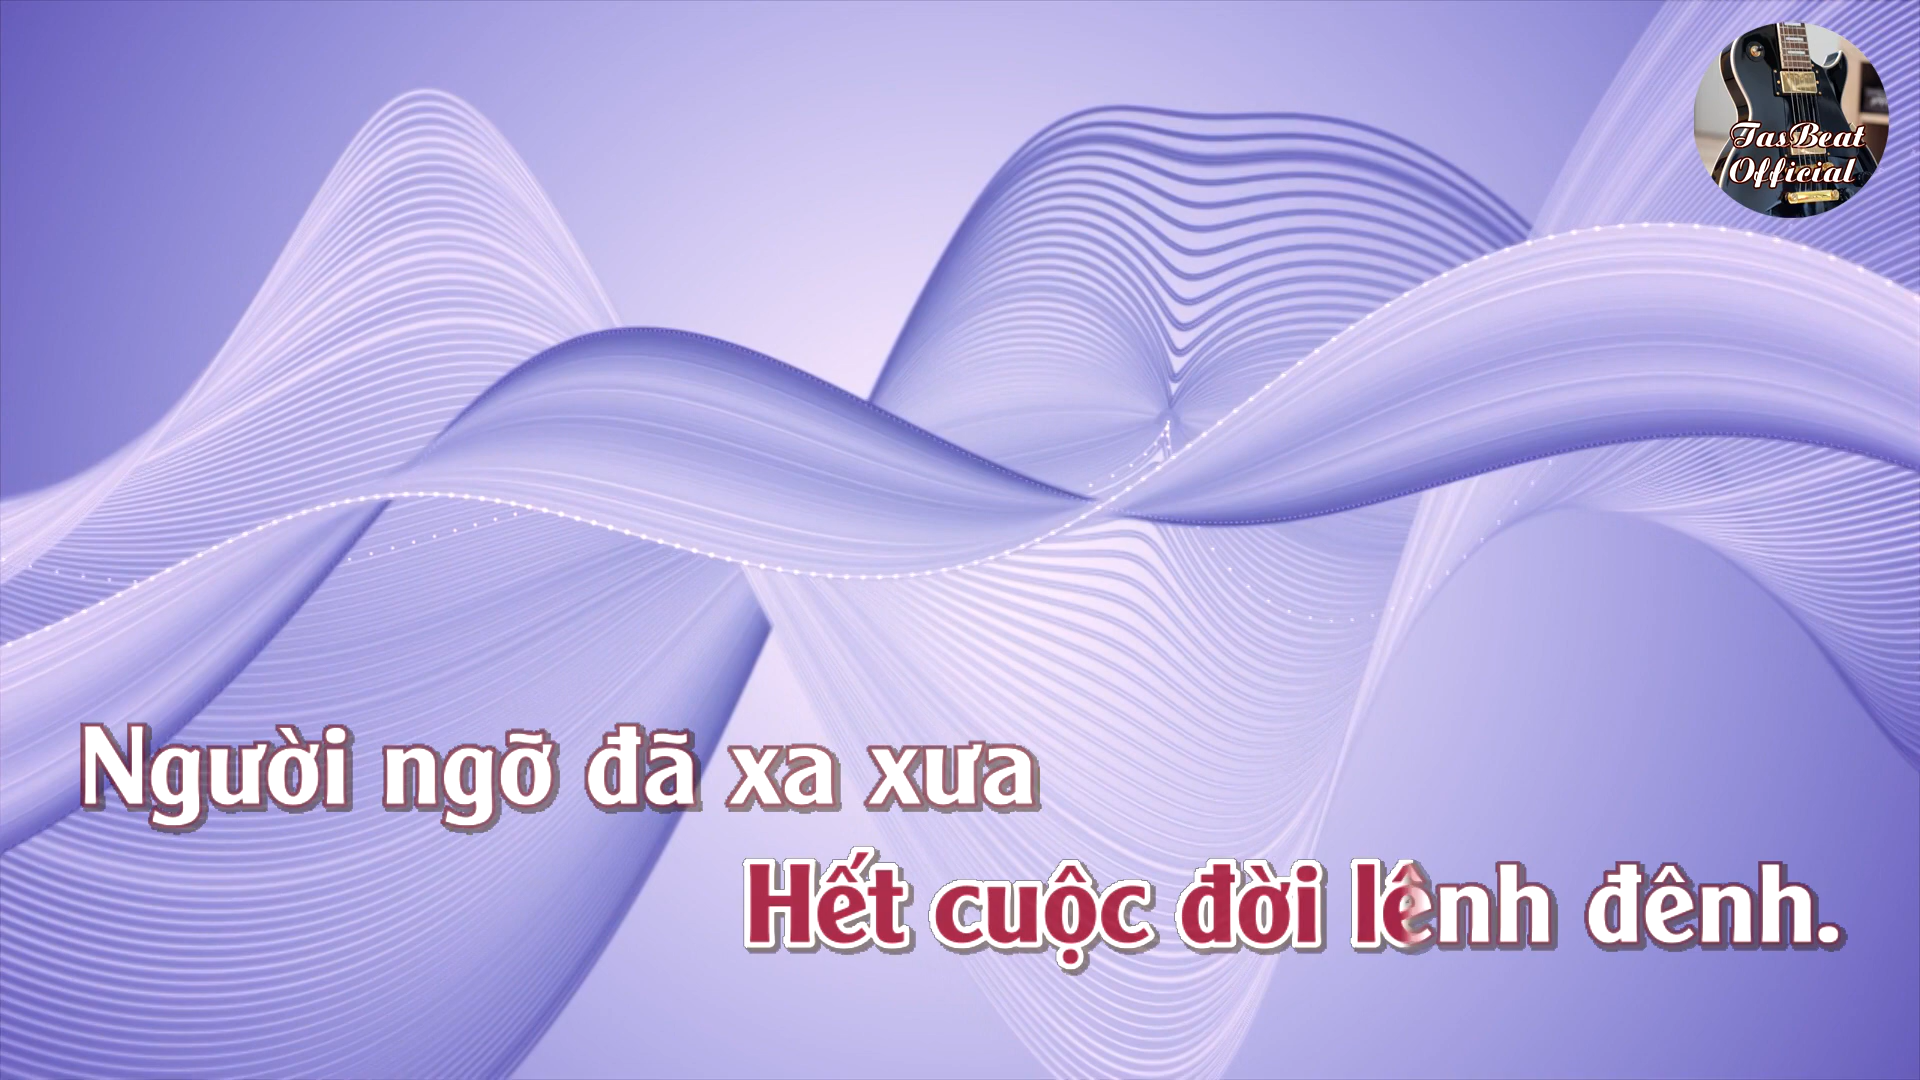 TasBeat
Official
Người ngỡ đã xa xưa
Hết cuộc đời lênh đênh.